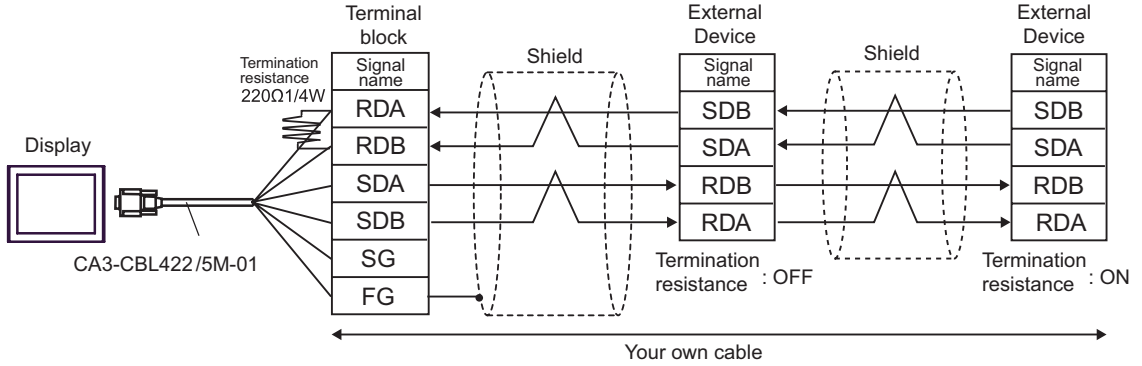 Terminal
block
External
Device
External
Device
Shield
Shield
Termination
resistance
220Ω1/4W
Signal
name
Signal
name
Signal
name
RDA
SDB
SDB
RDB
SDA
SDA
Display
SDA
RDB
RDB
SDB
RDA
RDA
SG
CA3-CBL422/5M-01
Termination
resistance : OFF
Termination
resistance : ON
FG
Your own cable